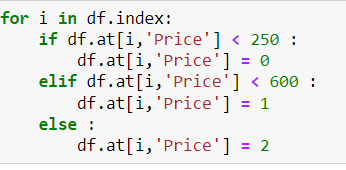 for i in df.index:
    if df.at[i,'Price'] < 250 :
        df.at[i,'Price'] = 0
    elif df.at[i,'Price'] < 600 :
        df.at[i,'Price'] = 1
    else :
        df.at[i,'Price'] = 2